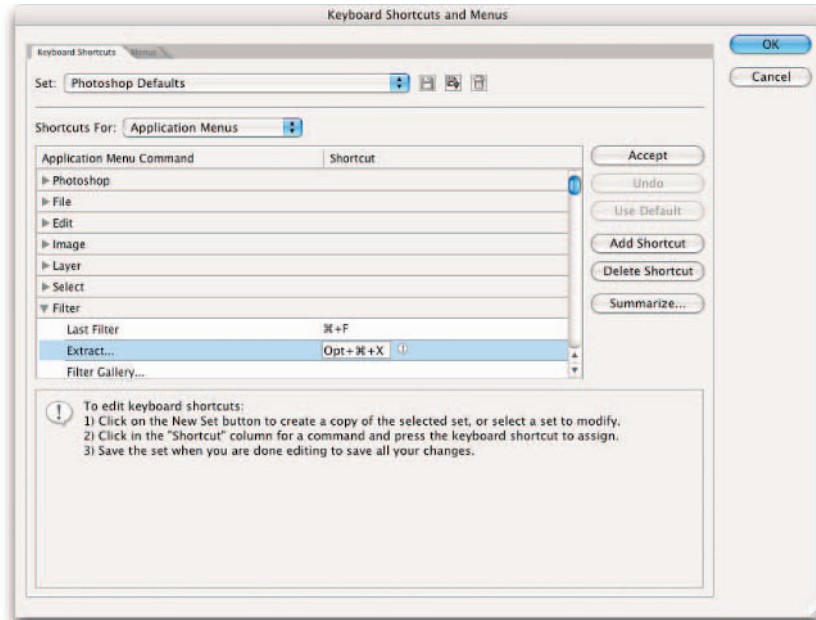 Keyboard Shortcuts and Menus
Keyboard Shortcuts Menus
OK
Set: Photoshop Defaults
Cancel
Shortcuts For: Application Menus
Application Menu Command Shortcut
Accept
▶ Photoshop
Undo
▶ File
Use Default
▶ Edit
▶ Image
Add Shortcut
▶ Layer
Delete Shortcut
▶ Select
▼ Filter
Summarize...
Last Filter ⌘+F
Extract... Opt+⌘+X
Filter Gallery...
To edit keyboard shortcuts:
1) Click on the New Set button to create a copy of the selected set, or select a set to modify.
2) Click in the "Shortcut" column for a command and press the keyboard shortcut to assign.
3) Save the set when you are done editing to save all your changes.